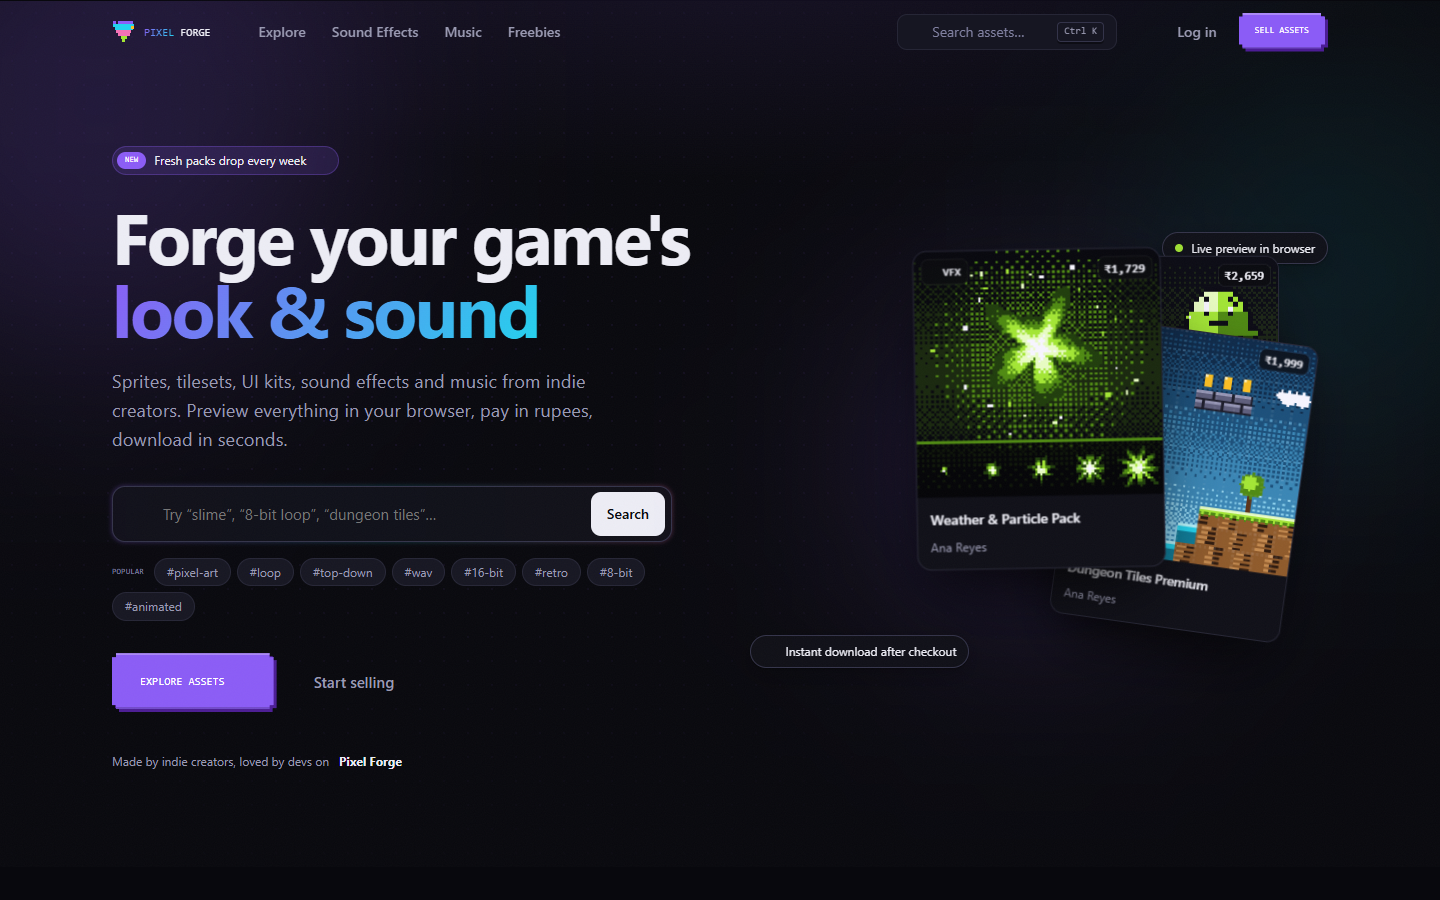 PIXEL FORGE
Explore
Sound Effects
Music
Freebies
Search assets...
Ctrl K
Log in
SELL ASSETS
NEW
Fresh packs drop every week
Forge your game's
look & sound
Sprites, tilesets, UI kits, sound effects and music from indie
creators. Preview everything in your browser, pay in rupees,
download in seconds.
Try “slime”, “8-bit loop”, “dungeon tiles”...
Search
POPULAR
#pixel-art
#loop
#top-down
#wav
#16-bit
#retro
#8-bit
#animated
EXPLORE ASSETS
Start selling
Made by indie creators, loved by devs on Pixel Forge
Live preview in browser
VFX
₹1,729
₹2,659
₹1,999
Weather & Particle Pack
Ana Reyes
Dungeon Tiles Premium
Ana Reyes
Instant download after checkout